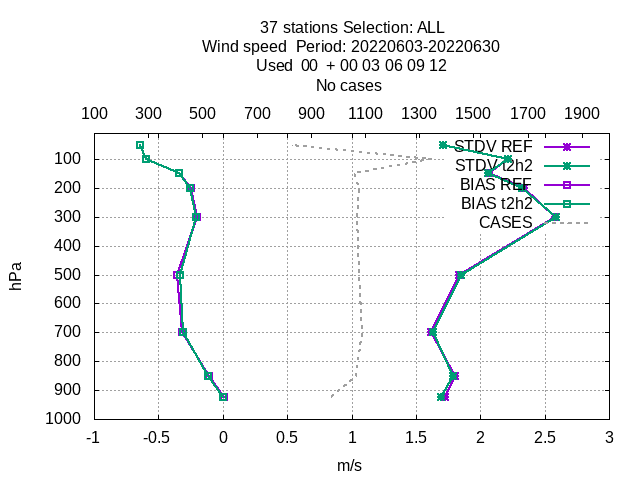 37 stations Selection: ALL
Wind speed  Period: 20220603-20220630
Used  00  + 00 03 06 09 12
No cases
100 300 500 700 900 1100 1300 1500 1700 1900
STDV REF
STDV t2h2
BIAS REF
BIAS t2h2
CASES
hPa
100
200
300
400
500
600
700
800
900
1000
-1 -0.5 0 0.5 1 1.5 2 2.5 3
m/s